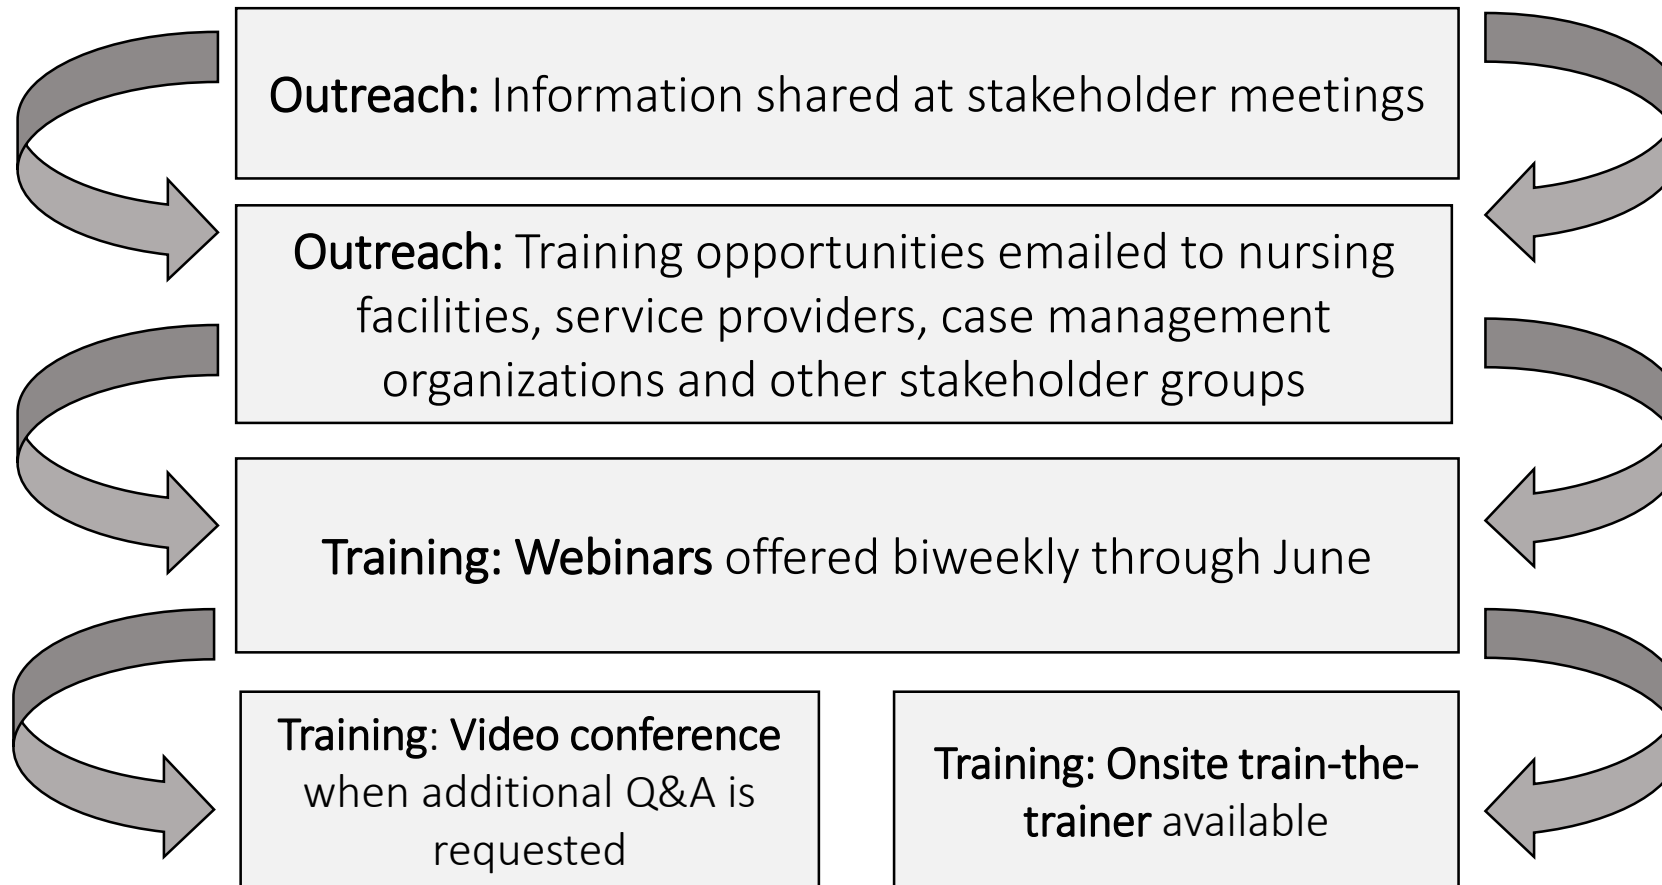 Outreach: Information shared at stakeholder meetings
Outreach: Training opportunities emailed to nursing
facilities, service providers, case management
organizations and other stakeholder groups
Training: Webinars offered biweekly through June
Training: Video conference
when additional Q&A is
requested
Training: Onsite train-the-
trainer available